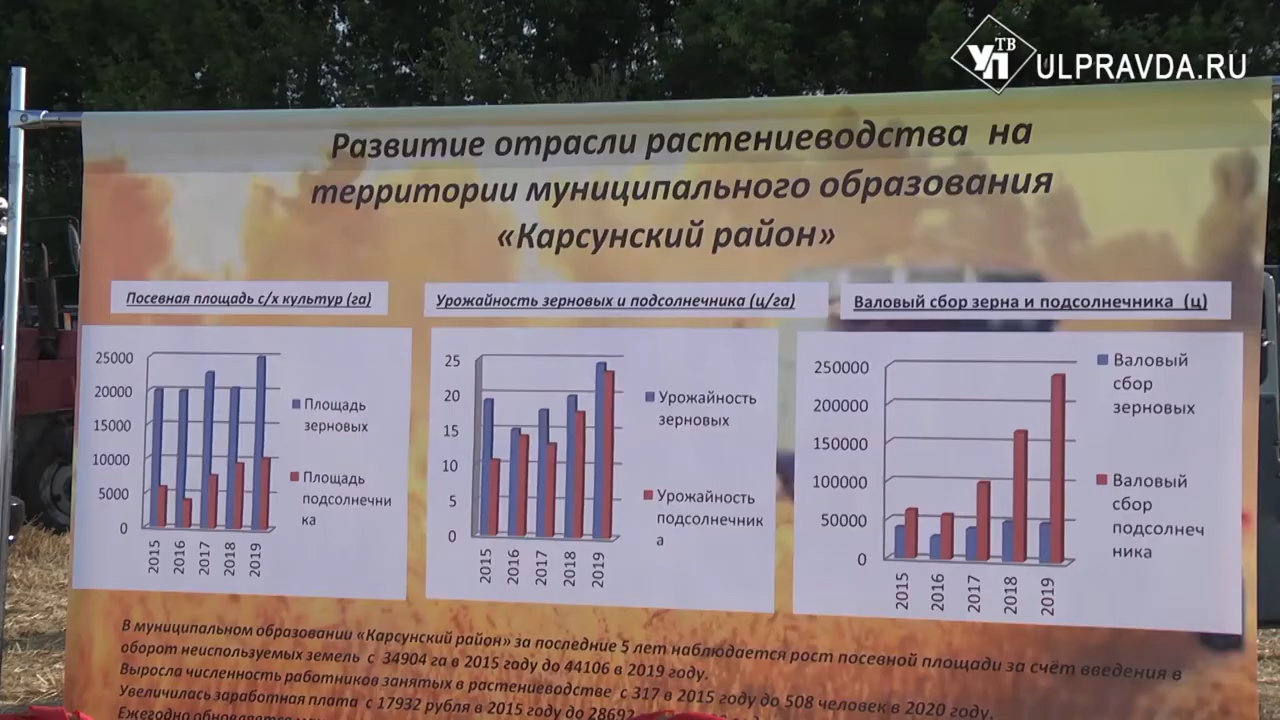 УП ТВ ULPRAVDA.RU
Развитие отрасли растениеводства на
территории муниципального образования
«Карсунский район»
Посевная площадь с/х культур (га)
25000
20000
15000
10000
5000
0
2015 2016 2017 2018 2019
Площадь
зерновых
Площадь
подсолнечни
ка
Урожайность зерновых и подсолнечника (ц/га)
25
20
15
10
5
0
2015 2016 2017 2018 2019
Урожайность
зерновых
Урожайность
подсолнечник
а
Валовый сбор зерна и подсолнечника (ц)
250000
200000
150000
100000
50000
0
2015 2016 2017 2018 2019
Валовый
сбор
зерновых
Валовый
сбор
подсолнеч
ника
В муниципальном образовании «Карсунский район» за последние 5 лет наблюдается рост посевной площади за счёт введения в
оборот неиспользуемых земель с 34904 га в 2015 году до 44106 в 2019 году.
Выросла численность работников занятых в растениеводстве с 317 в 2015 году до 508 человек в 2020 году.
Увеличилась заработная плата с 17932 рубля в 2015 году до 28692
Ежегодно